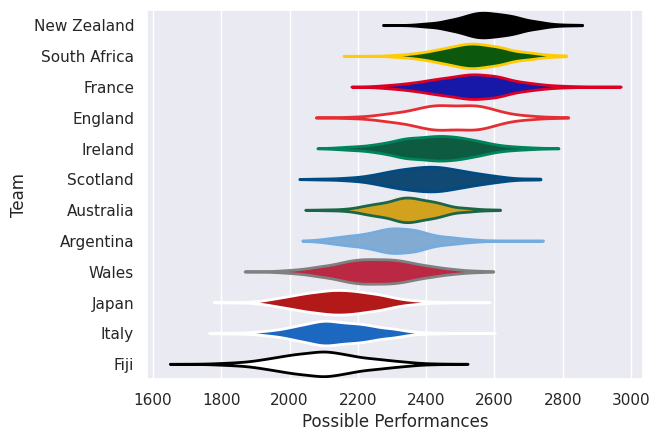 New Zealand
South Africa
France
England
Ireland
Scotland
Australia
Argentina
Wales
Japan
Italy
Fiji
Team
1600 1800 2000 2200 2400 2600 2800 3000
Possible Performances